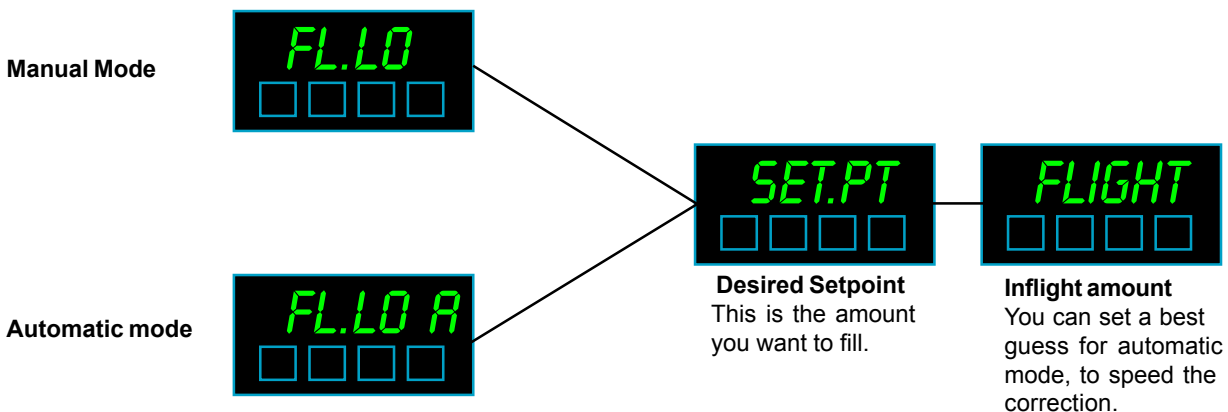 Manual Mode
FL.LO
SET.PT
FLIGHT
Desired Setpoint
This is the amount
you want to fill.
Inflight amount
You can set a best
guess for automatic
mode, to speed the
correction.
Automatic mode
FL.LO A